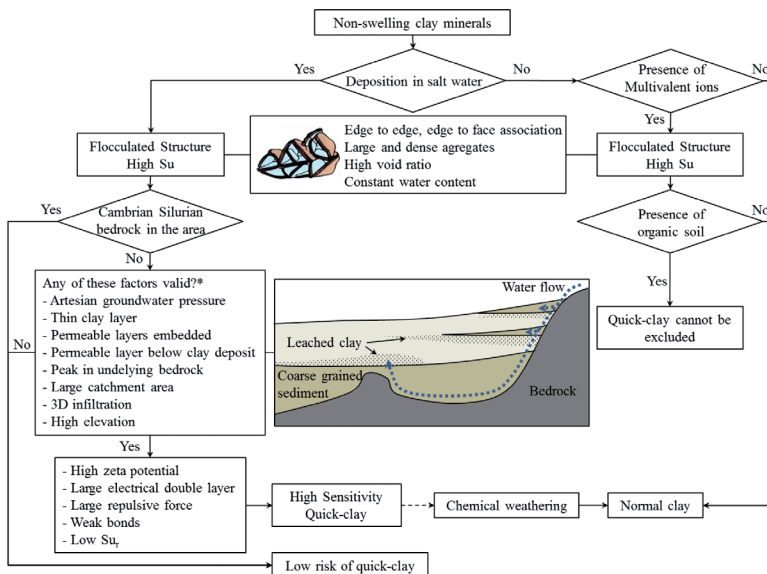 Non-swelling clay minerals
Yes
Deposition in salt water
No
Presence of
Multivalent ions
No
Yes
Flocculated Structure
High Su
Edge to edge, edge to face association
Large and dense agregates
High void ratio
Constant water content
Flocculated Structure
High Su
Yes
Cambrian Silurian
bedrock in the area
No
Presence of
organic soil
No
Yes
Any of these factors valid?*
- Artesian groundwater pressure
- Thin clay layer
- Permeable layers embedded
- Permeable layer below clay deposit
- Peak in undelying bedrock
- Large catchment area
- 3D infiltration
- High elevation
No
Water flow
Leached clay
Coarse grained
sediment
Bedrock
Quick-clay cannot be
excluded
Yes
- High zeta potential
- Large electrical double layer
- Large repulsive force
- Weak bonds
- Low Sur
High Sensitivity
Quick-clay
Chemical weathering
Normal clay
Low risk of quick-clay